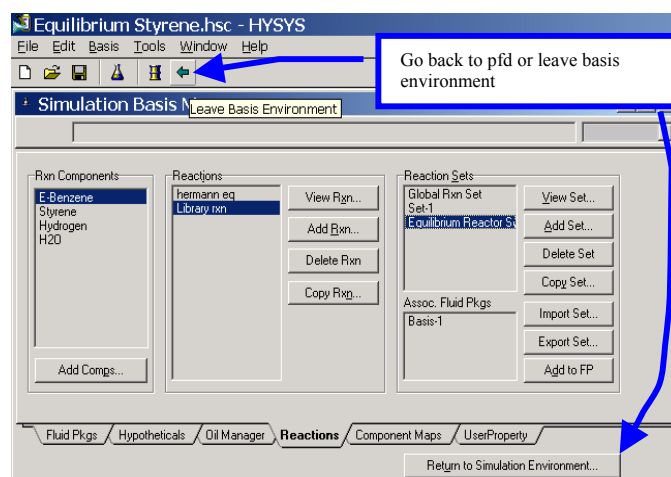 Equilibrium Styrene.hsc - HYSYS
File Edit Basis Tools Window Help
Go back to pfd or leave basis
environment
Simulation Basis
Leave Basis Environment
Rxn Components
E-Benzene
Styrene
Hydrogen
H2O
Add Comps...
Reactions
hermann eq
Library rxn
View Rxn...
Add Rxn...
Delete Rxn
Copy Rxn...
Reaction Sets
Global Rxn Set
Set-1
Equilibrium Reactor
View Set...
Add Set...
Delete Set
Copy Set...
Assoc. Fluid Pkgs
Basis-1
Import Set...
Export Set...
Add to FP
Fluid Pkgs Hypotheticals Oil Manager Reactions Component Maps UserProperty
Return to Simulation Environment...